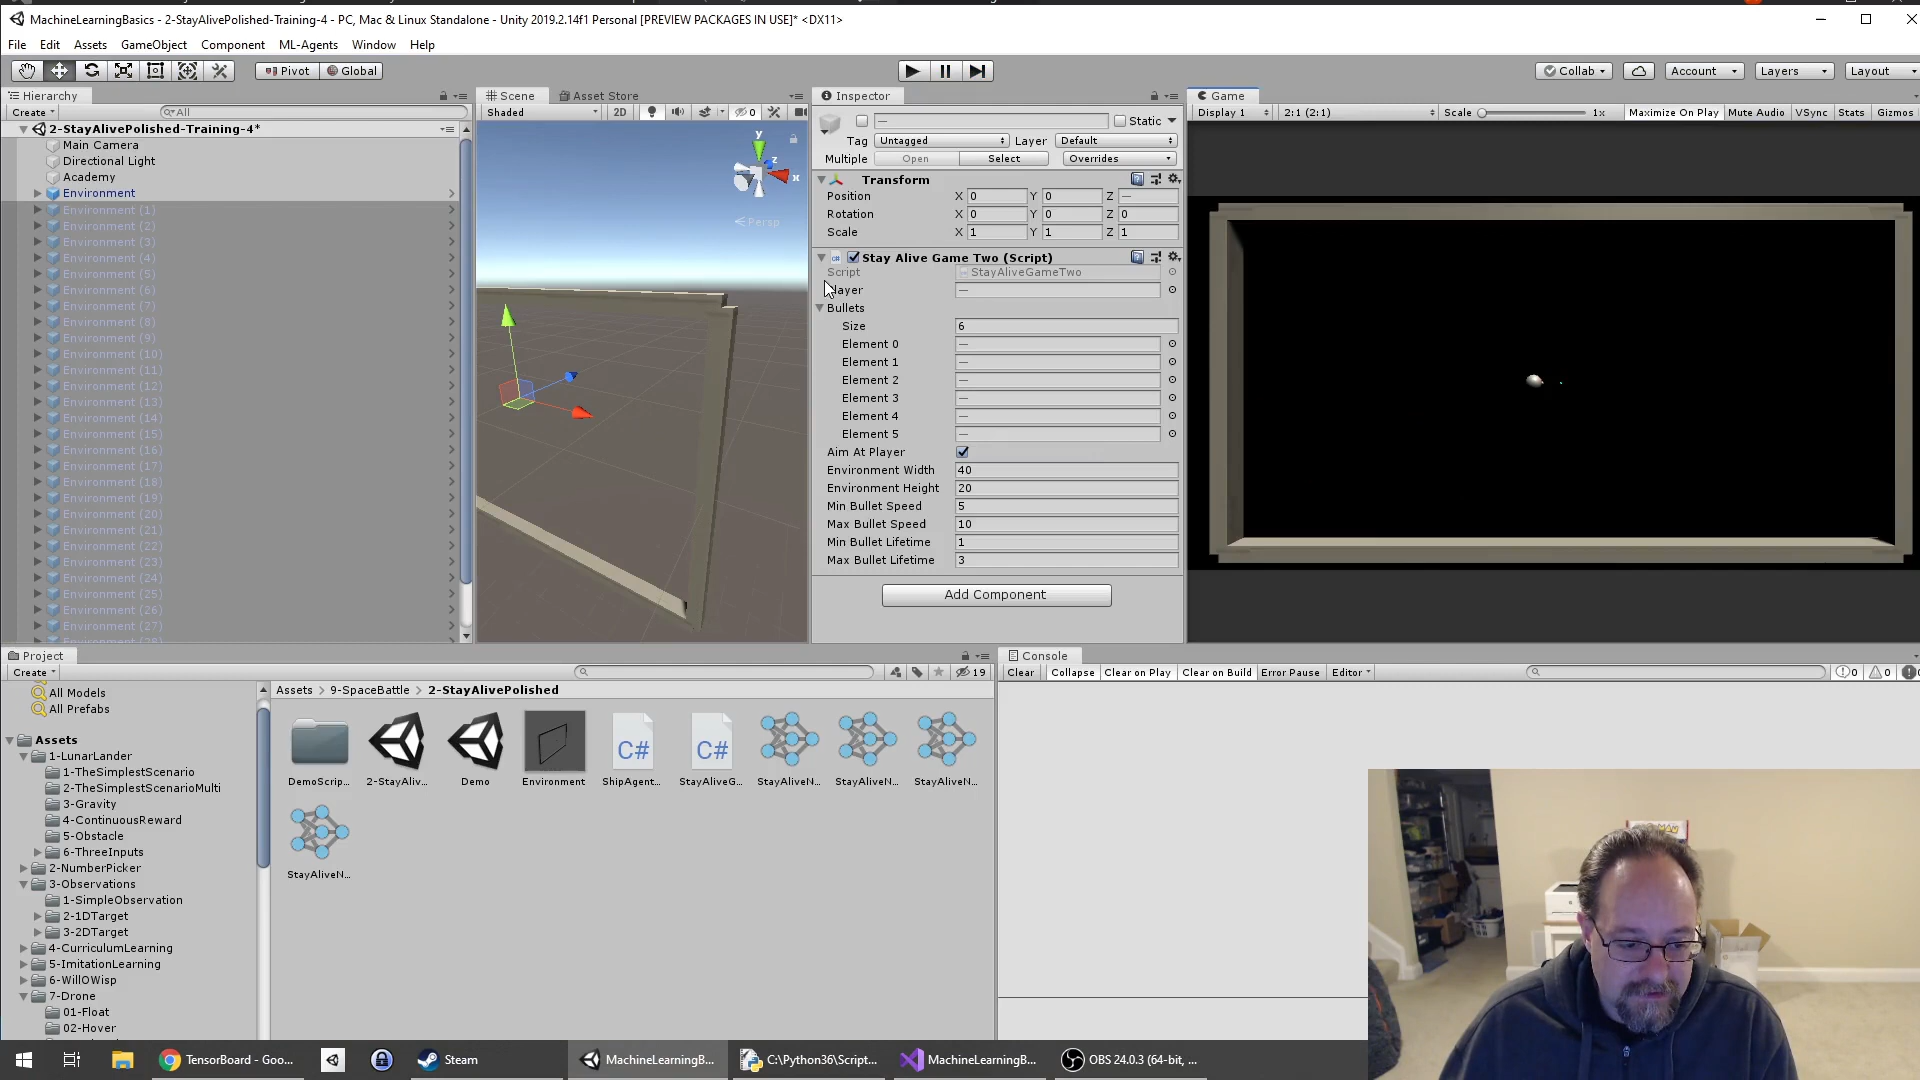 MachineLearningBasics - 2-StayAlivePolished-Training-4 - PC, Mac & Linux Standalone - Unity 2019.2.14f1 Personal [PREVIEW PACKAGES IN USE]* <DX11>
File Edit Assets GameObject Component ML-Agents Window Help
Pivot Global Collab Account Layers Layout
Hierarchy
Create All
2-StayAlivePolished-Training-4*
Main Camera
Directional Light
Academy
Environment
Environment (1)
Environment (2)
Environment (3)
Environment (4)
Environment (5)
Environment (6)
Environment (7)
Environment (8)
Environment (9)
Environment (10)
Environment (11)
Environment (12)
Environment (13)
Environment (14)
Environment (15)
Environment (16)
Environment (17)
Environment (18)
Environment (19)
Environment (20)
Environment (21)
Environment (22)
Environment (23)
Environment (24)
Environment (25)
Environment (26)
Environment (27)
Scene Asset Store
Shaded 2D 0
y
z
x
Persp
Inspector
— Static
Tag Untagged Layer Default
Multiple Open Select Overrides
Transform
Position X 0 Y 0 Z —
Rotation X 0 Y 0 Z 0
Scale X 1 Y 1 Z 1
Stay Alive Game Two (Script)
Script StayAliveGameTwo
—
Bullets
Size 6
Element 0 —
Element 1 —
Element 2 —
Element 3 —
Element 4 —
Element 5 —
Aim At Player
Environment Width 40
Environment Height 20
Min Bullet Speed 5
Max Bullet Speed 10
Min Bullet Lifetime 1
Max Bullet Lifetime 3
Add Component
Game
Display 1 2:1 (2:1) Scale 1x Maximize On Play Mute Audio VSync Stats Gizmos
Project
Create 19
All Models
All Prefabs
Assets
1-LunarLander
1-TheSimplestScenario
2-TheSimplestScenarioMulti
3-Gravity
4-ContinuousReward
5-Obstacle
6-ThreeInputs
2-NumberPicker
3-Observations
1-SimpleObservation
2-1DTarget
3-2DTarget
4-CurriculumLearning
5-ImitationLearning
6-WillOWisp
7-Drone
01-Float
02-Hover
Assets > 9-SpaceBattle > 2-StayAlivePolished
C# C#
DemoScrip... 2-StayAliv... Demo Environment ShipAgent... StayAliveG... StayAliveN... StayAliveN... StayAliveN...
StayAliveN...
Console
Clear Collapse Clear on Play Clear on Build Error Pause Editor 0 0
TensorBoard - Goo... Steam MachineLearningB... C:\Python36\Script... MachineLearningB... OBS 24.0.3 (64-bit, ...